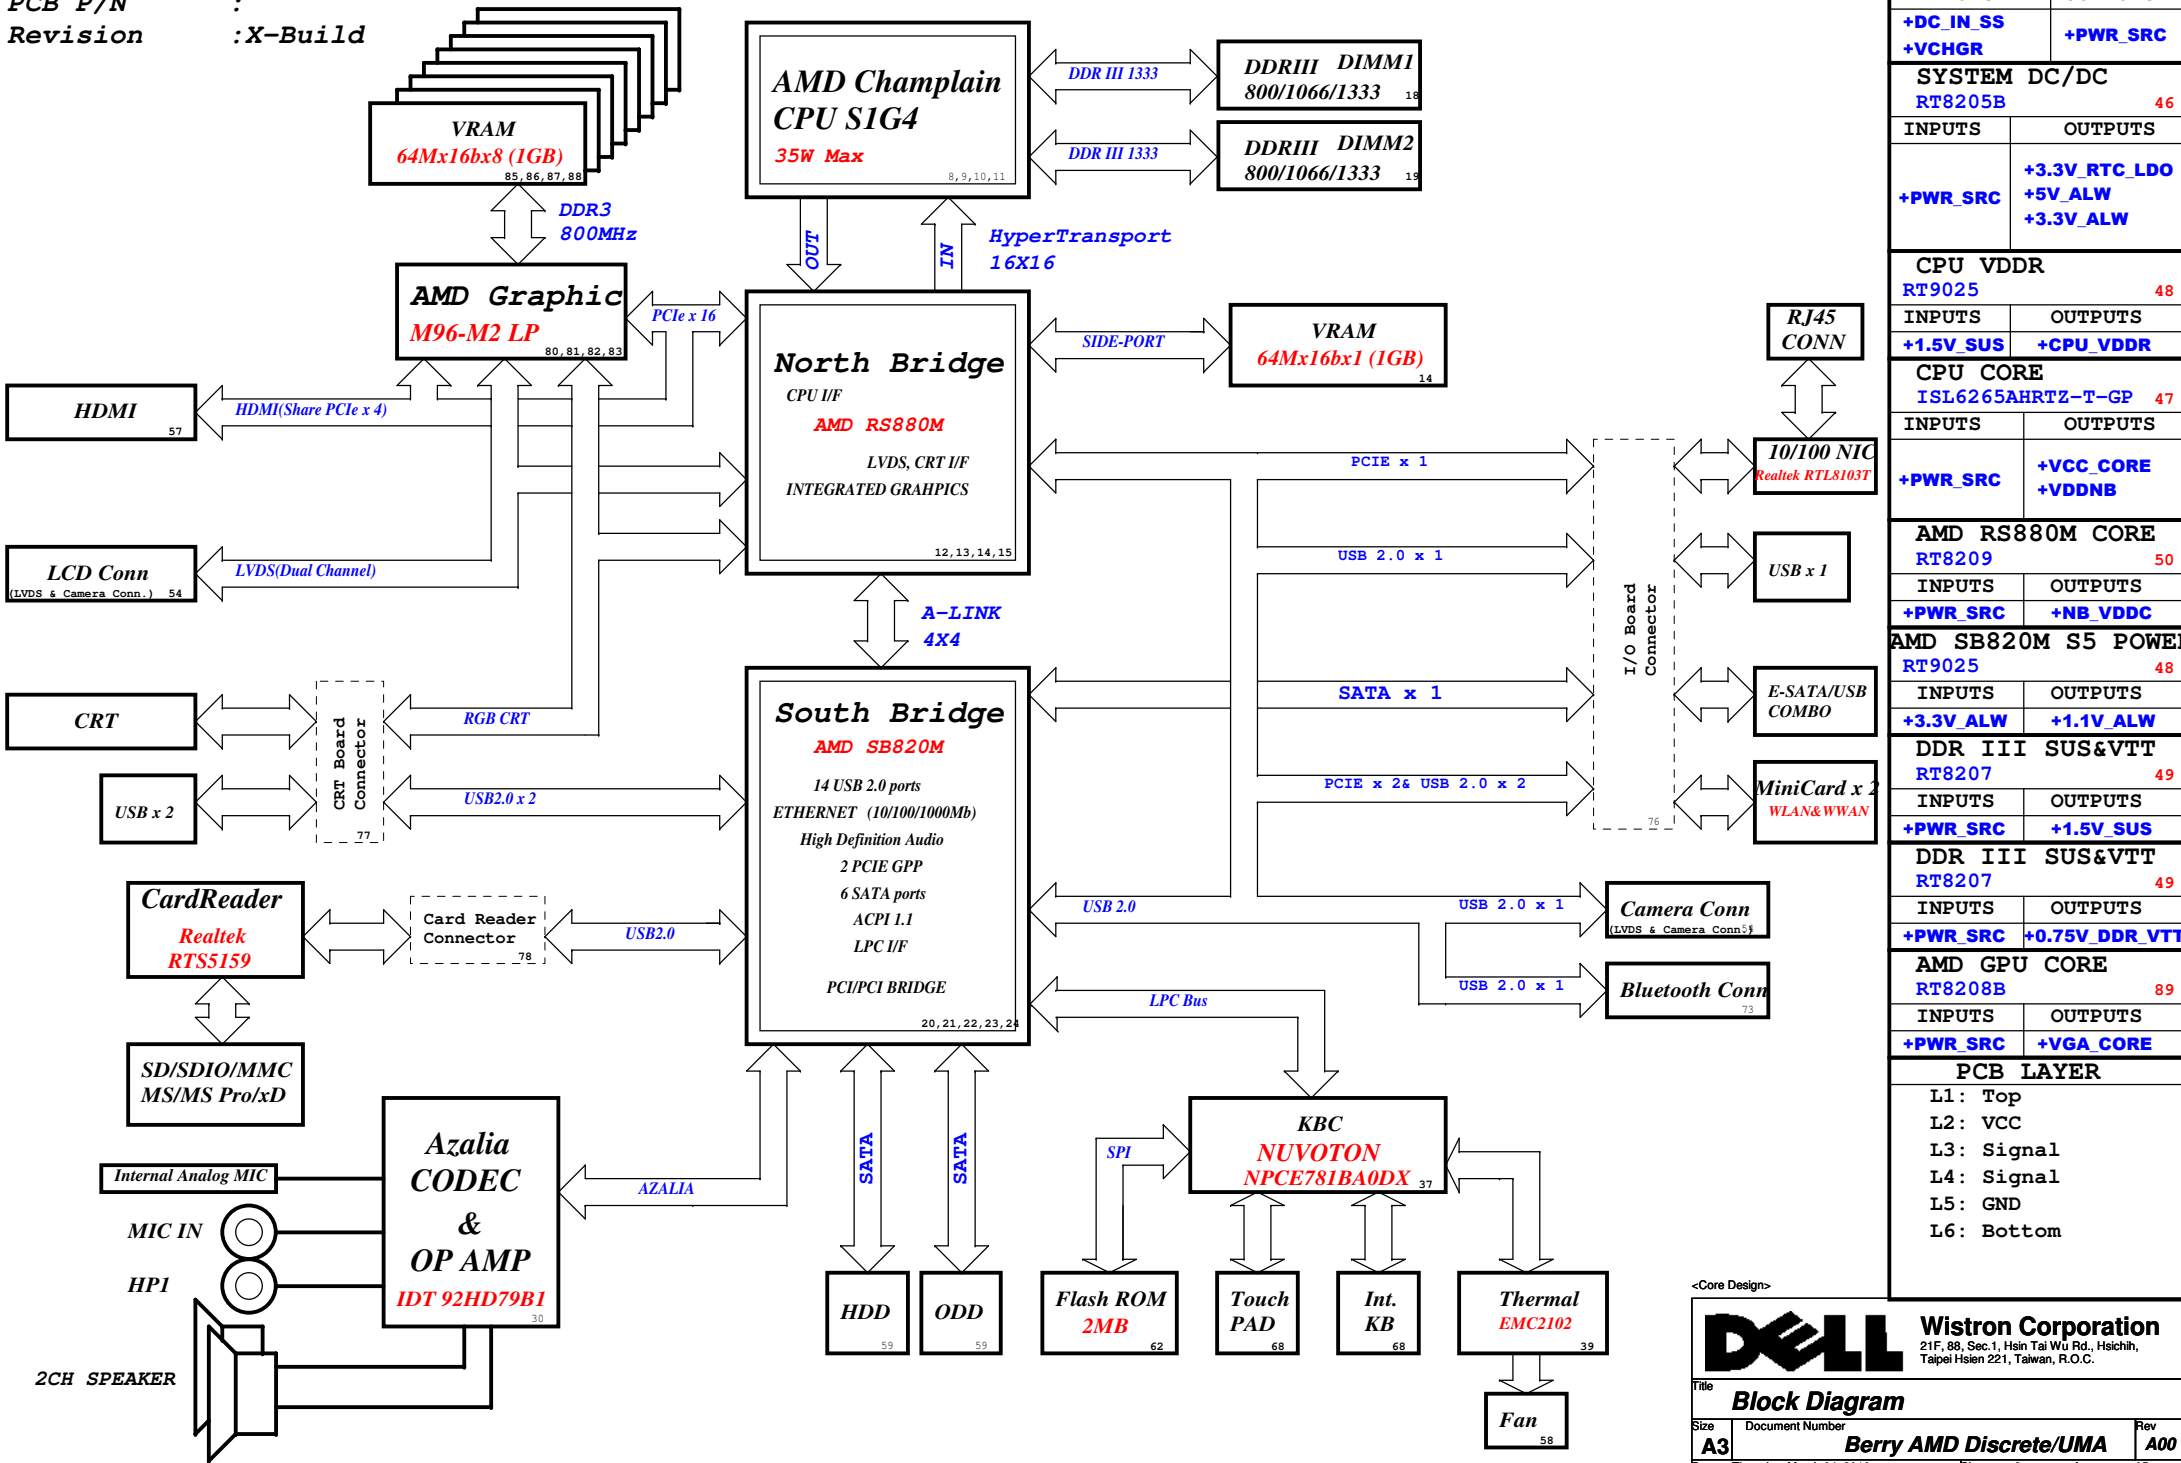 PCB P/N :
Revision :X-Build
VRAM
64Mx16bx8 (1GB)
85,86,87,88
DDR3
800MHz
AMD Graphic
M96-M2 LP
80,81,82,83
AMD Champlain
CPU S1G4
35W Max
8,9,10,11
DDR III 1333
DDRIII DIMM1
800/1066/1333 18
DDR III 1333
DDRIII DIMM2
800/1066/1333 19
OUT
IN
HyperTransport
16X16
PCIe x 16
North Bridge
CPU I/F
AMD RS880M
LVDS, CRT I/F
INTEGRATED GRAHPICS
12,13,14,15
SIDE-PORT
VRAM
64Mx16bx1 (1GB)
14
HDMI
57
HDMI(Share PCIe x 4)
LCD Conn
(LVDS & Camera Conn.) 54
LVDS(Dual Channel)
CRT
CRT Board
Connector
77
RGB CRT
USB x 2
USB2.0 x 2
A-LINK
4X4
South Bridge
AMD SB820M
14 USB 2.0 ports
ETHERNET (10/100/1000Mb)
High Definition Audio
2 PCIE GPP
6 SATA ports
ACPI 1.1
LPC I/F
PCI/PCI BRIDGE
20,21,22,23,24
PCIE x 1
USB 2.0 x 1
SATA x 1
PCIE x 2& USB 2.0 x 2
I/O Board
Connector
76
RJ45
CONN
10/100 NIC
Realtek RTL8103T
USB x 1
E-SATA/USB
COMBO
MiniCard x 2
WLAN&WWAN
USB 2.0
USB 2.0 x 1
Camera Conn
(LVDS & Camera Conn.)
USB 2.0 x 1
Bluetooth Conn
73
CardReader
Realtek
RTS5159
Card Reader
Connector
78
USB2.0
SD/SDIO/MMC
MS/MS Pro/xD
LPC Bus
Azalia
CODEC
&
OP AMP
IDT 92HD79B1
30
Internal Analog MIC
MIC IN
HP1
2CH SPEAKER
AZALIA
SATA
SATA
HDD
59
ODD
59
KBC
NUVOTON
NPCE781BA0DX 37
SPI
Flash ROM
2MB
62
Touch
PAD
68
Int.
KB
68
Thermal
EMC2102
39
Fan
58
+DC_IN_SS
+VCHGR
+PWR_SRC
SYSTEM DC/DC
RT8205B 46
INPUTS OUTPUTS
+PWR_SRC
+3.3V_RTC_LDO
+5V_ALW
+3.3V_ALW
CPU VDDR
RT9025 48
INPUTS OUTPUTS
+1.5V_SUS +CPU_VDDR
CPU CORE
ISL6265AHRTZ-T-GP 47
INPUTS OUTPUTS
+PWR_SRC
+VCC_CORE
+VDDNB
AMD RS880M CORE
RT8209 50
INPUTS OUTPUTS
+PWR_SRC +NB_VDDC
AMD SB820M S5 POWER
RT9025 48
INPUTS OUTPUTS
+3.3V_ALW +1.1V_ALW
DDR III SUS&VTT
RT8207 49
INPUTS OUTPUTS
+PWR_SRC +1.5V_SUS
DDR III SUS&VTT
RT8207 49
INPUTS OUTPUTS
+PWR_SRC +0.75V_DDR_VTT
AMD GPU CORE
RT8208B 89
INPUTS OUTPUTS
+PWR_SRC +VGA_CORE
PCB LAYER
L1: Top
L2: VCC
L3: Signal
L4: Signal
L5: GND
L6: Bottom
<Core Design>
DELL
Wistron Corporation
21F, 88, Sec.1, Hsin Tai Wu Rd., Hsichih,
Taipei Hsien 221, Taiwan, R.O.C.
Title
Block Diagram
Size Document Number Rev
A3 Berry AMD Discrete/UMA A00